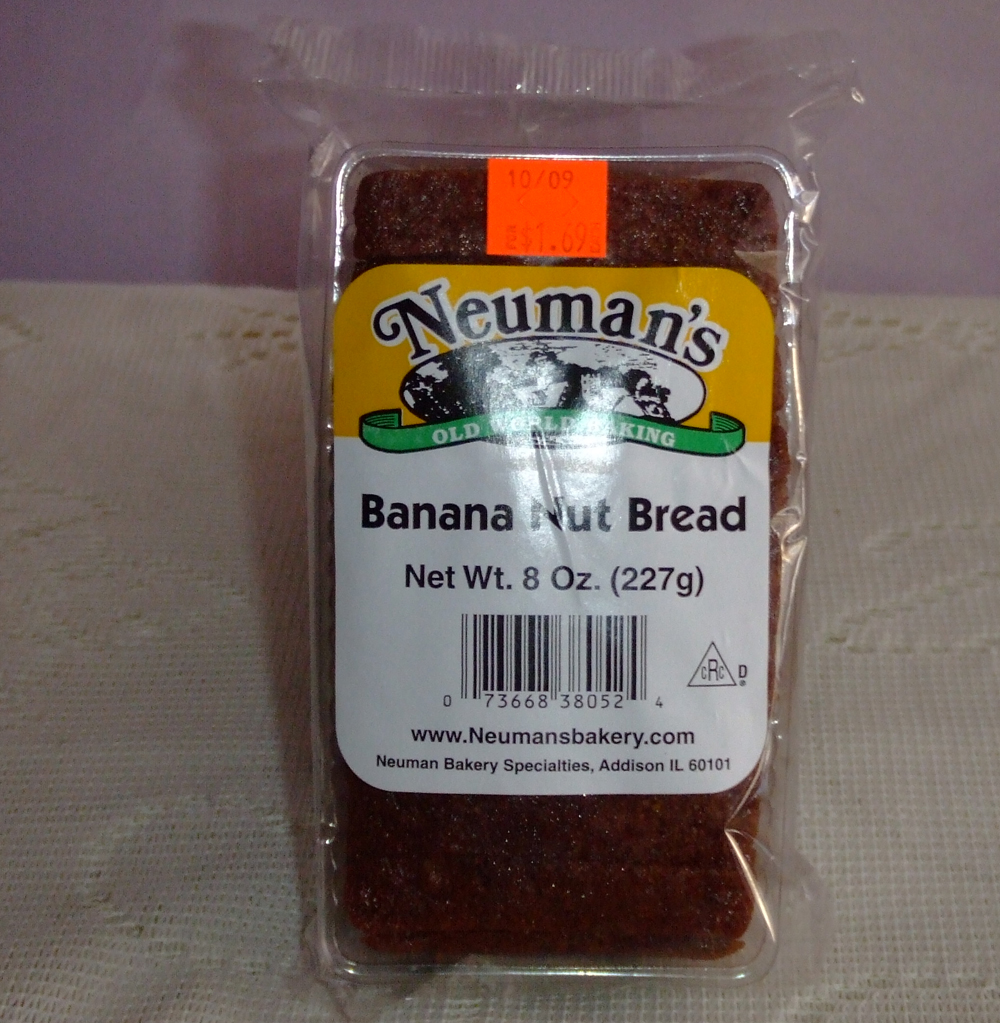 10/09
$1.69
Neuman's
OLD WORLD BAKING
Banana Nut Bread
Net Wt. 8 Oz. (227g)
cRc D
0 73668 38052 4
www.Neumansbakery.com
Neuman Bakery Specialties, Addison IL 60101